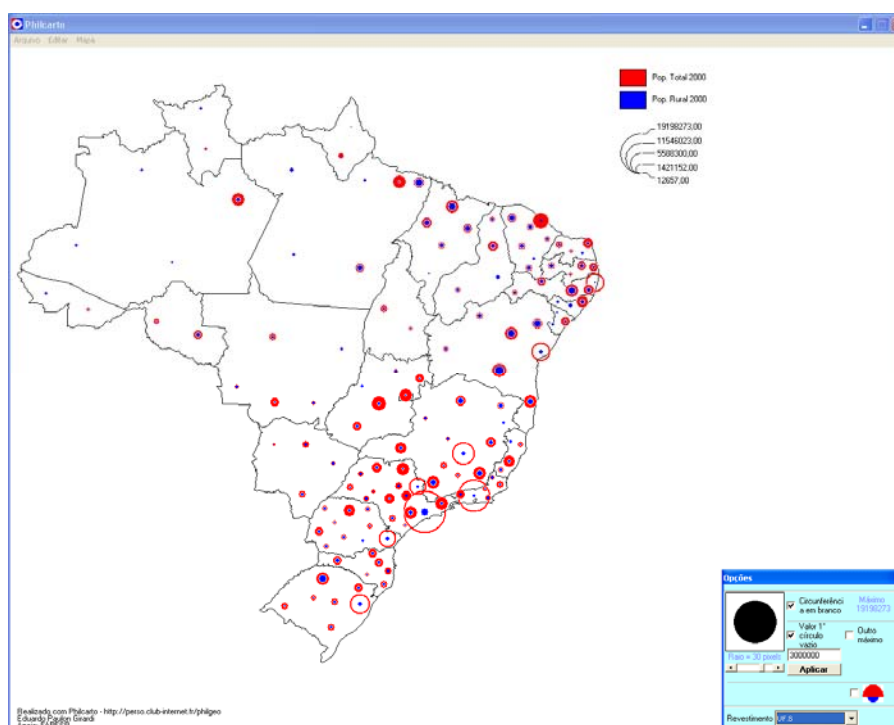 Philcarto
Arquivo Editar Mapa
Pop. Total 2000
Pop. Rural 2000
19198273,00
11546023,00
5588300,00
1421152,00
12657,00
Opções
Circunferênci
a em branco
Máximo
19198273
Valor 1°
círculo
vazio
Outro
máximo
Raio = 30 pixels
3000000
Aplicar
Revestimento UF.S
Realizado com Philcarto - http://perso.club-internet.fr/philgeo
Eduardo Paulon Girardi